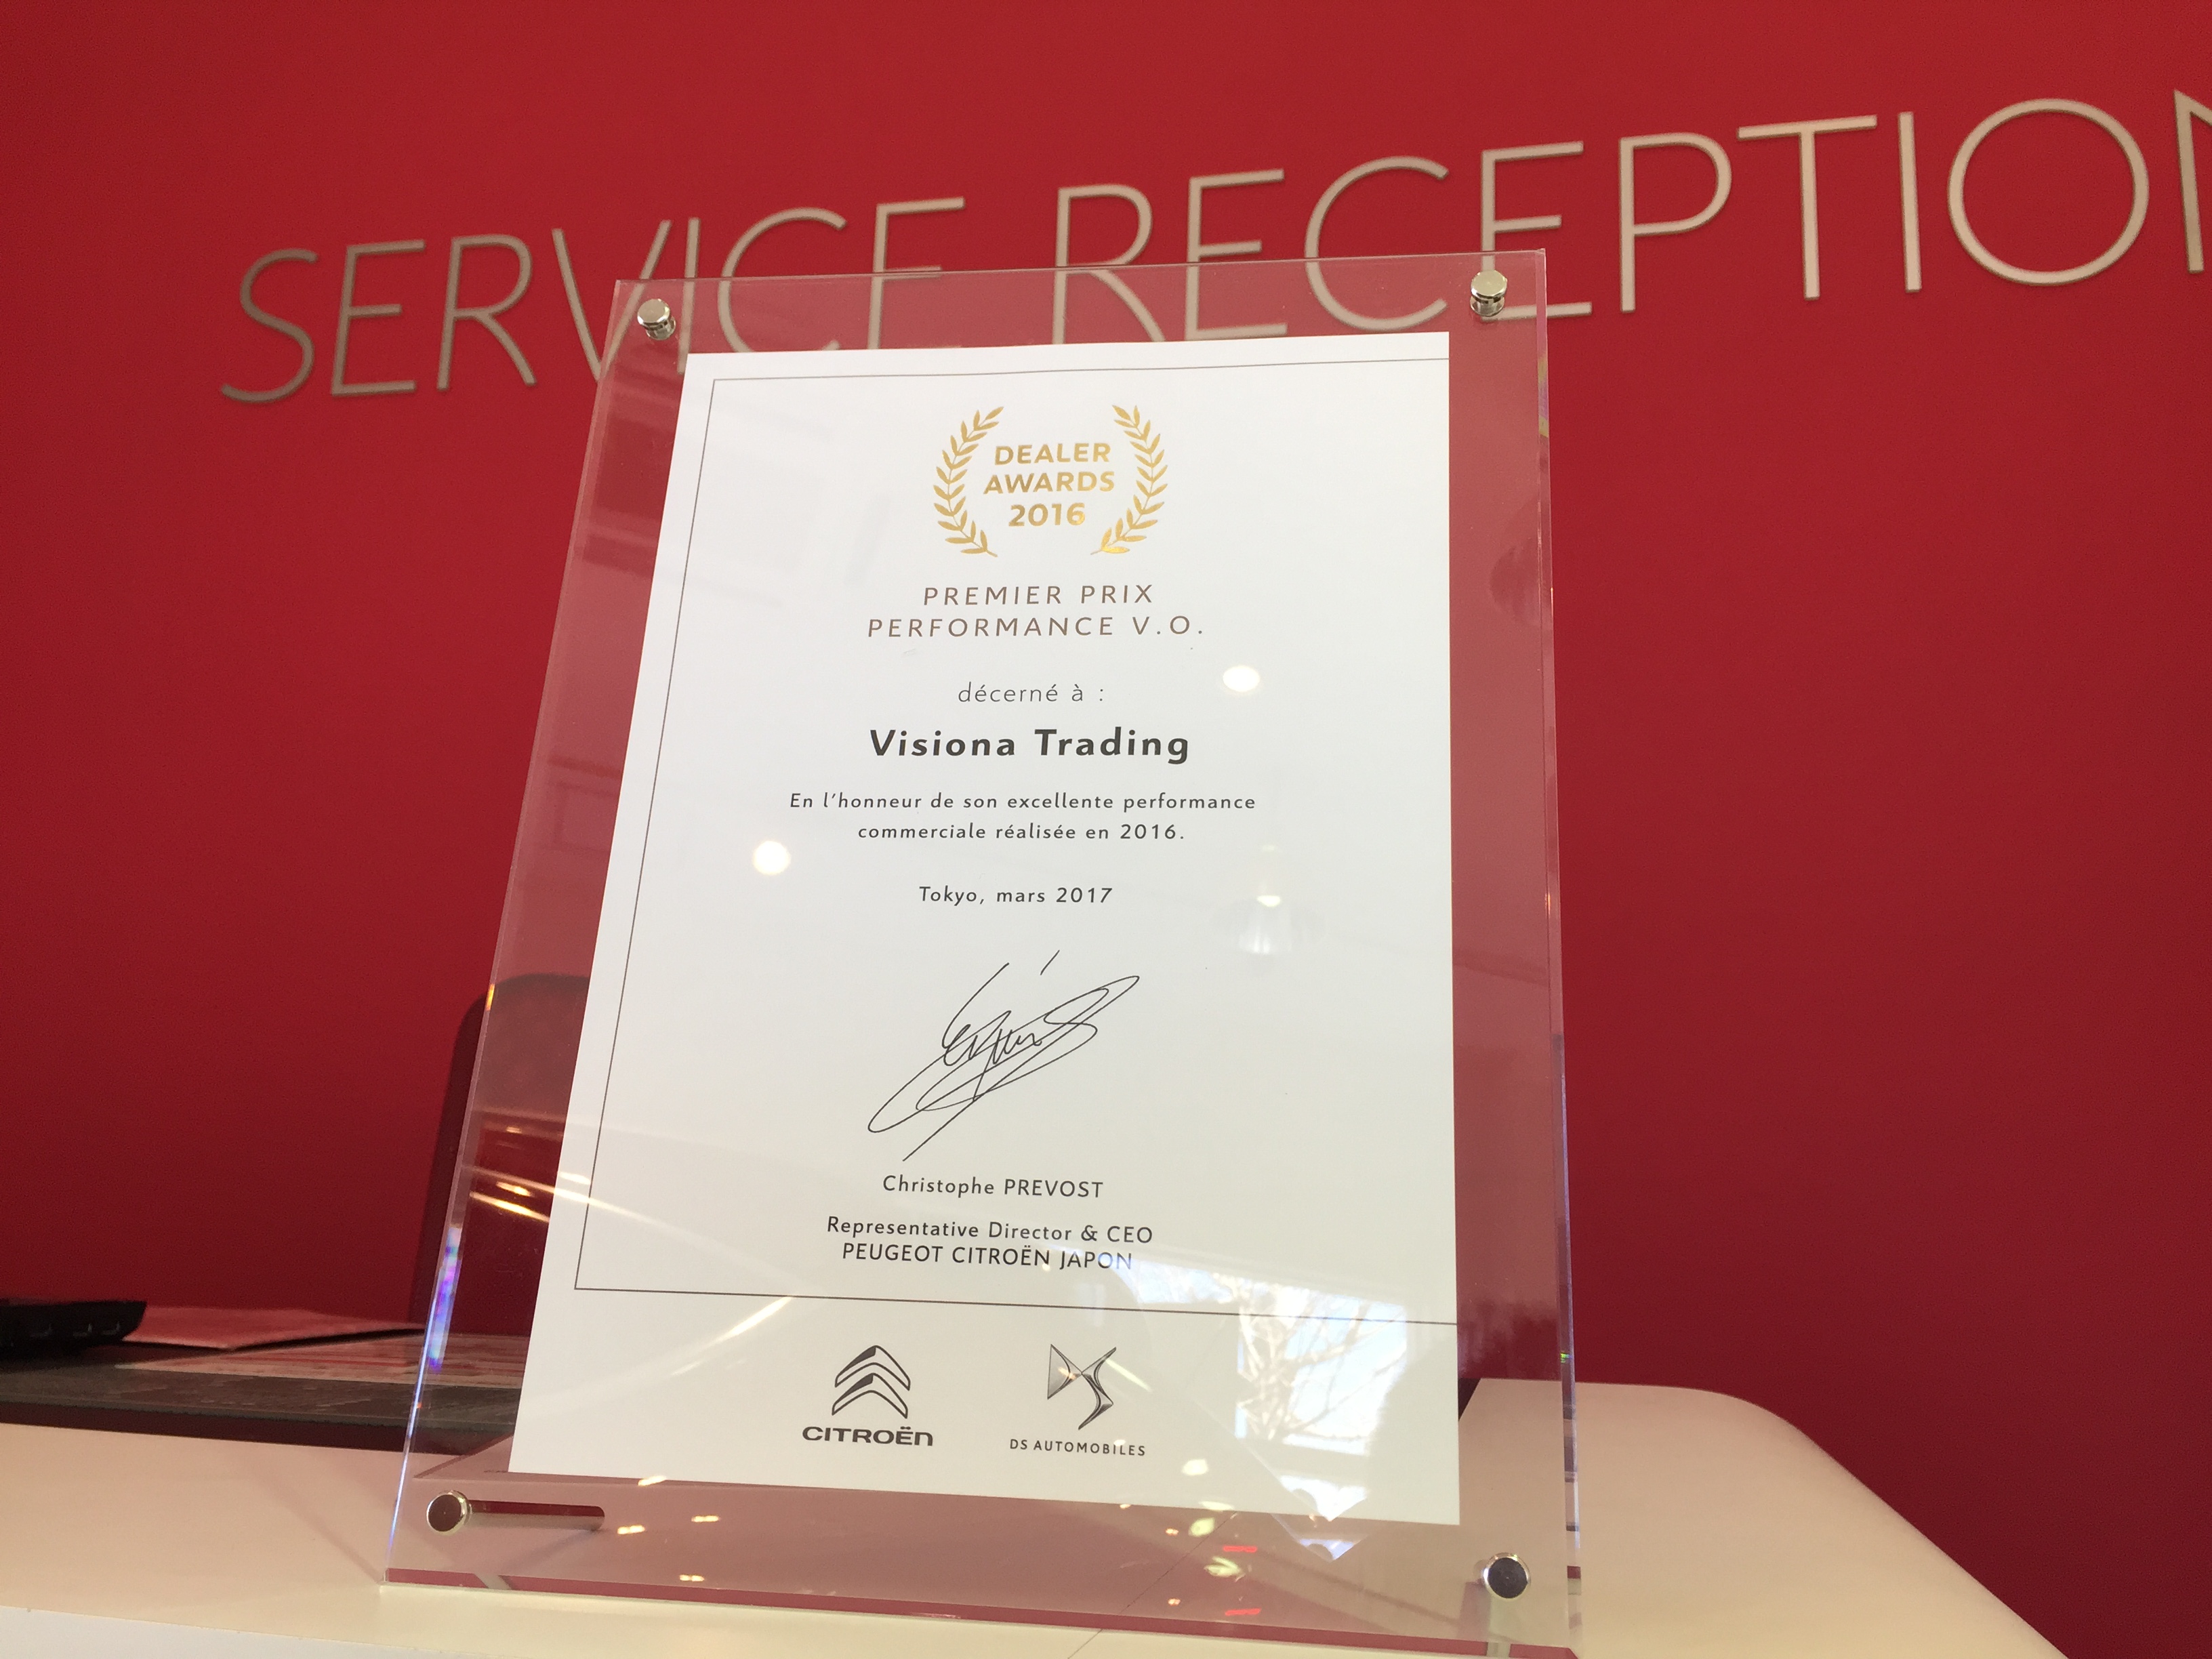 SERVICE RECEPTION
DEALER
AWARDS
2016
PREMIER PRIX
PERFORMANCE V.O.
décerné à :
Visiona Trading
En l'honneur de son excellente performance
commerciale réalisée en 2016.
Tokyo, mars 2017
Christophe PREVOST
Representative Director & CEO
PEUGEOT CITROËN JAPON
CITROËN
DS AUTOMOBILES